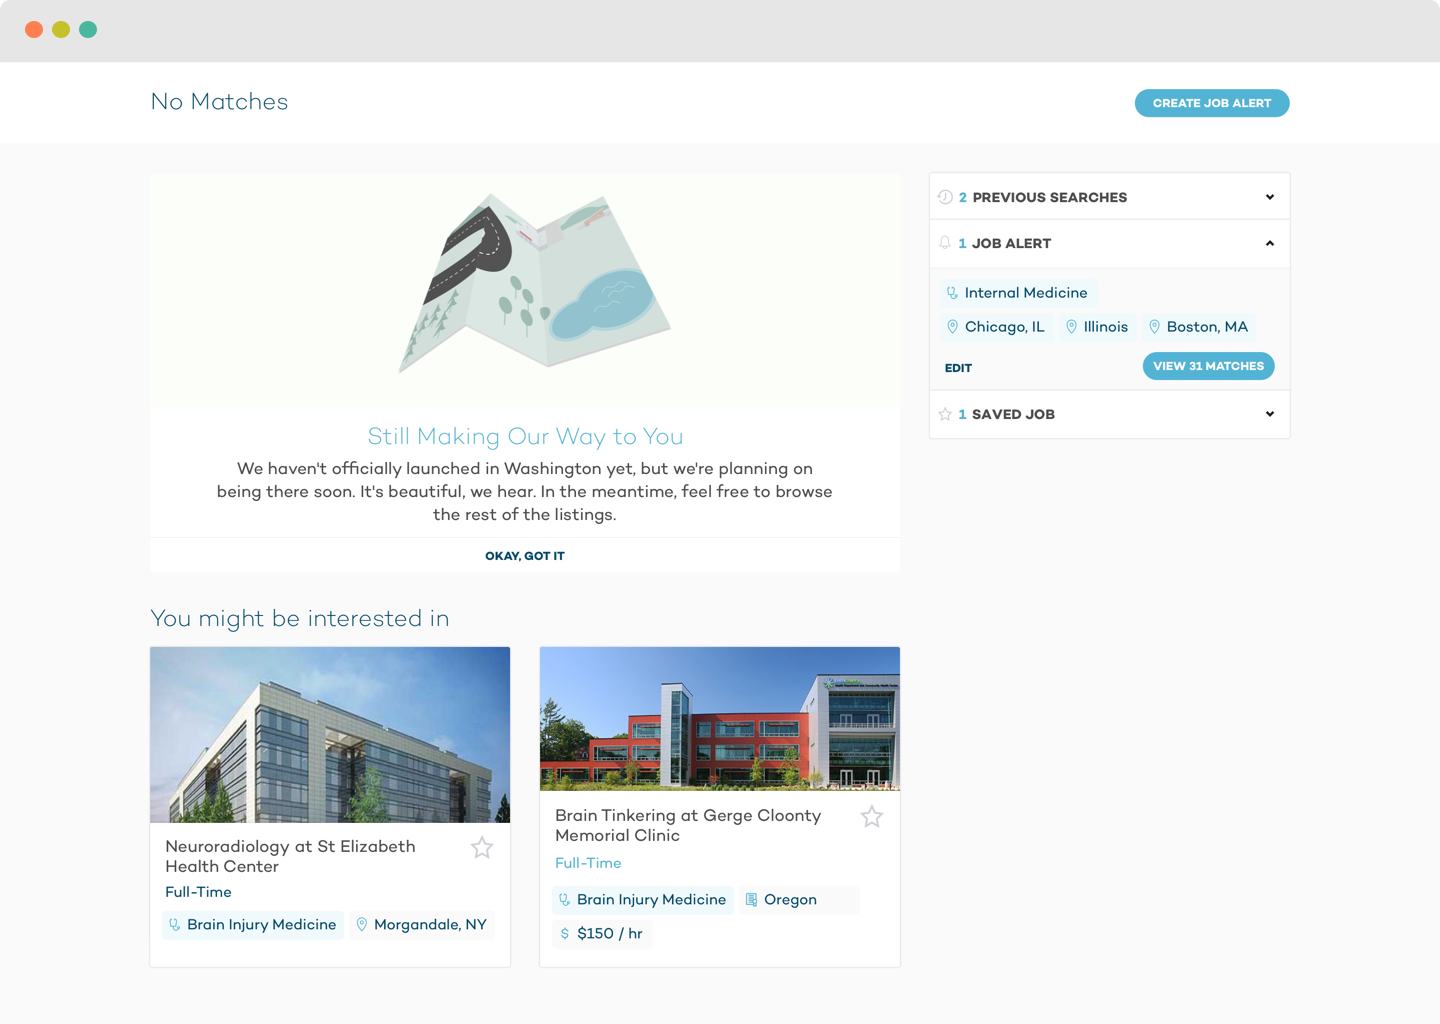 No Matches
CREATE JOB ALERT
Still Making Our Way to You
We haven't officially launched in Washington yet, but we're planning on
being there soon. It's beautiful, we hear. In the meantime, feel free to browse
the rest of the listings.
OKAY, GOT IT
2 PREVIOUS SEARCHES
1 JOB ALERT
Internal Medicine
Chicago, IL
Illinois
Boston, MA
EDIT
VIEW 31 MATCHES
1 SAVED JOB
You might be interested in
Neuroradiology at St Elizabeth
Health Center
Full-Time
Brain Injury Medicine
Morgandale, NY
Brain Tinkering at Gerge Cloonty
Memorial Clinic
Full-Time
Brain Injury Medicine
Oregon
$ $150 / hr